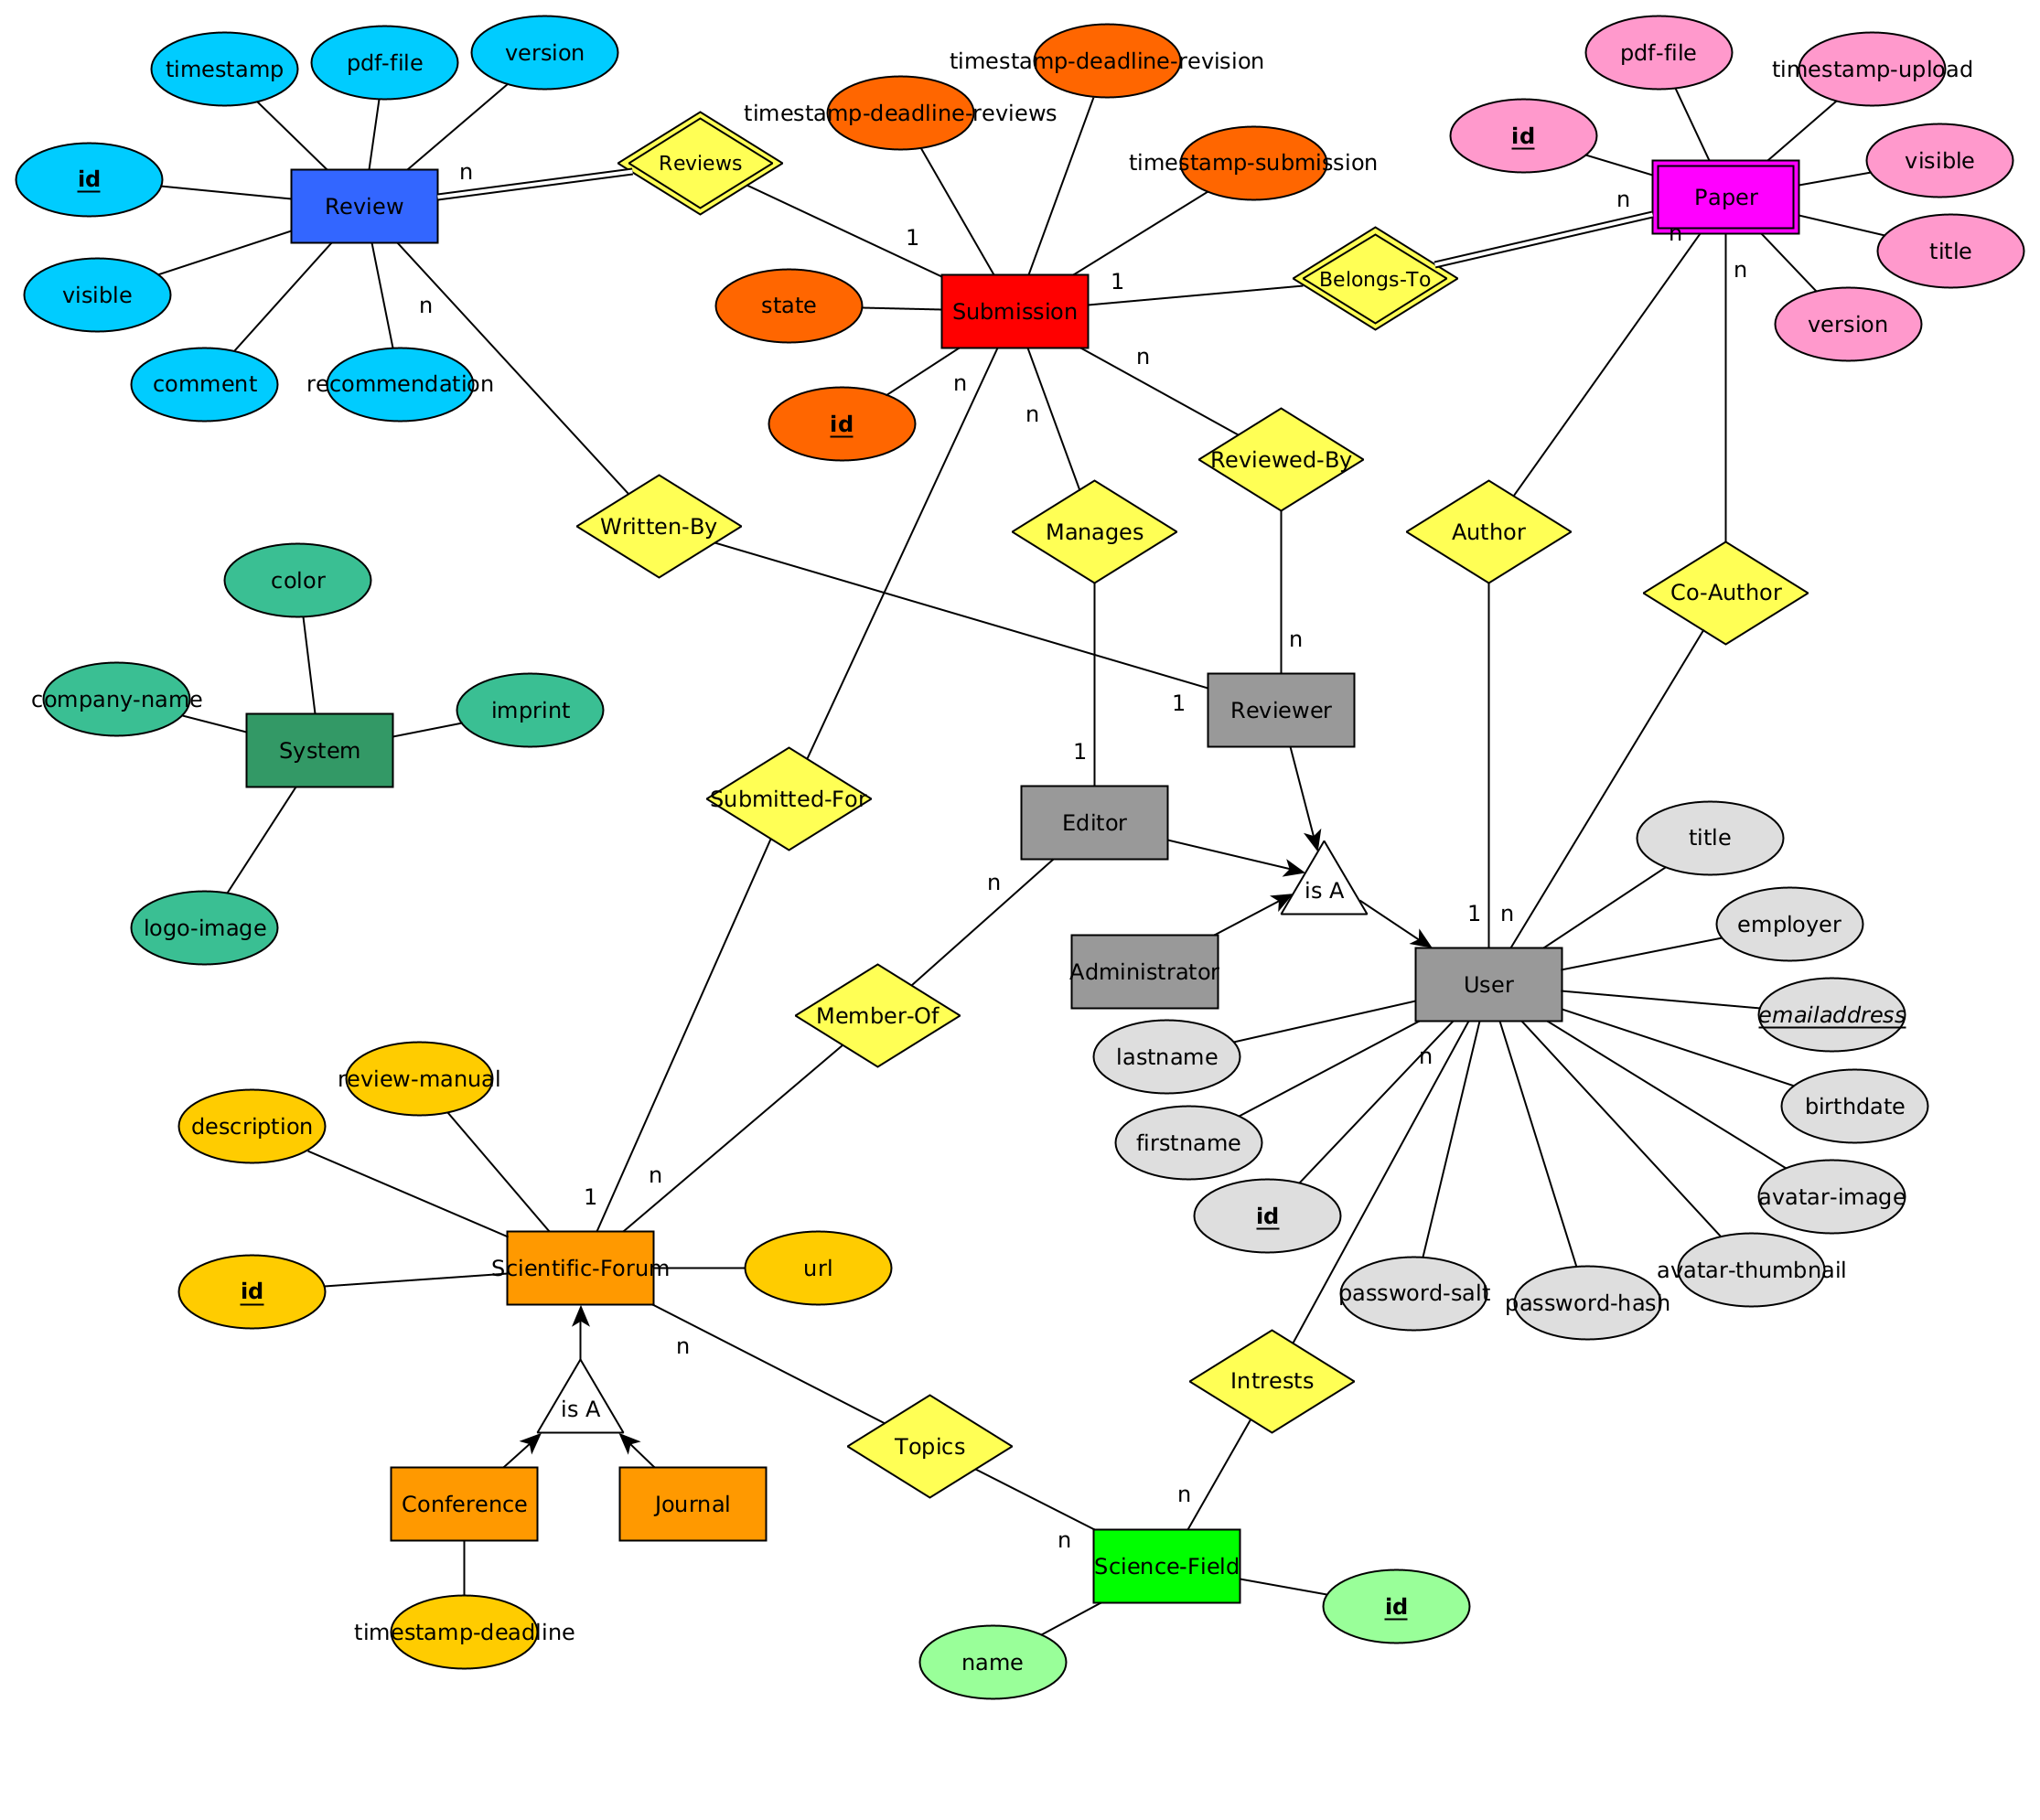 version
pdf-file
timestamp
id
Review
visible
comment
recommendation
n
Reviews
1
n
timestamp-deadline-revision
timestamp-deadline-reviews
timestamp-submission
state
Submission
id
1
Belongs-To
n
n
n
n
n
pdf-file
timestamp-upload
id
visible
Paper
title
version
n
Reviewed-By
Written-By
Manages
Author
Co-Author
color
company-name
imprint
System
logo-image
n
Reviewer
1
1
Submitted-For
Editor
n
is A
1
n
Administrator
User
title
employer
emailaddress
birthdate
avatar-image
avatar-thumbnail
password-hash
password-salt
id
firstname
lastname
n
Member-Of
review-manual
description
n
1
Scientific-Forum
id
url
n
is A
Conference
Journal
timestamp-deadline
Topics
Intrests
n
n
Science-Field
id
name